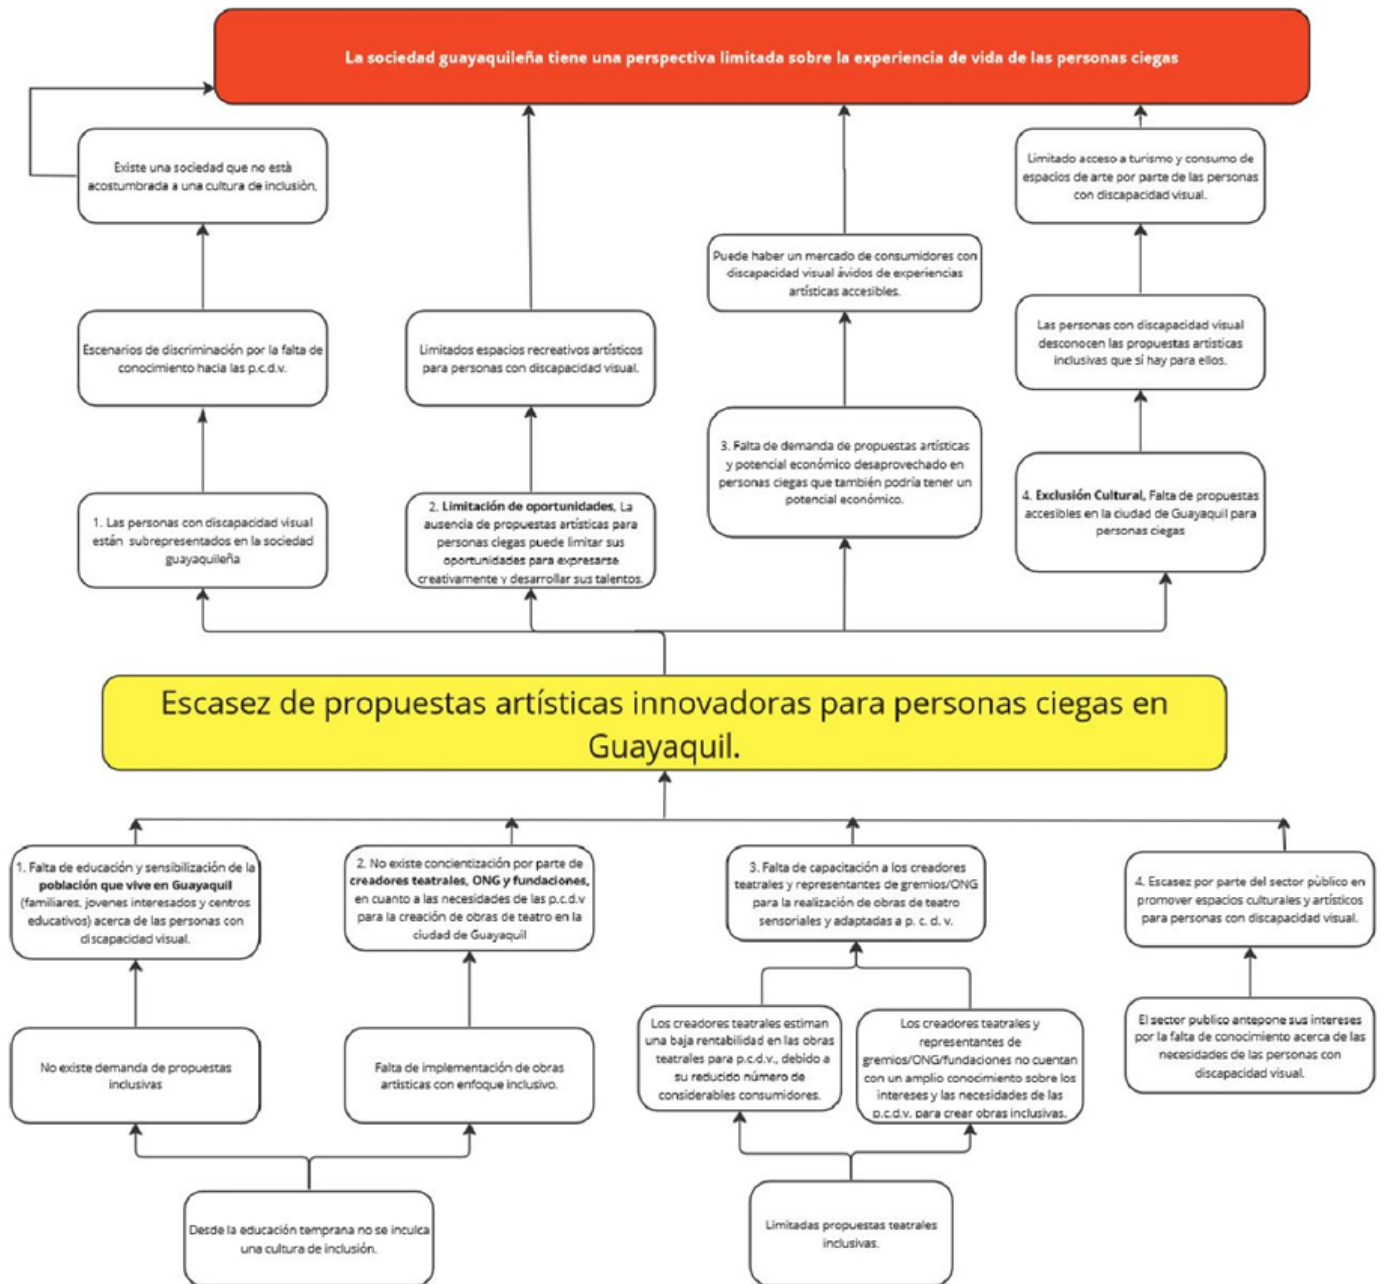 La sociedad guayaquileña tiene una perspectiva limitada sobre la experiencia de vida de las personas ciegas
Existe una sociedad que no està
acostumbrada a una cultura de inclusiòn,
Limitado acceso a turismo y consumo de
espacios de arte por parte de las personas
con discapacidad visual.
Puede haber un mercado de consumidores con
discapacidad visual ávidos de experiencias
artísticas accesibles.
Escenarios de discriminación por la falta de
conocimiento hacia las p.c.d.v.
Limitados espacios recreativos artísticos
para personas con discapacidad visual.
Las personas con discapacidad visual
desconocen las propuestas artisticas
inclusivas que sí hay para ellos.
1. Las personas con discapacidad visual
están subrepresentados en la sociedad
guayaquileña
2. Limitación de oportunidades, La
ausencia de propuestas artísticas para
personas ciegas puede limitar sus
oportunidades para expresarse
creativamente y desarrollar sus talentos.
3. Falta de demanda de propuestas artísticas
y potencial económico desaprovechado en
personas ciegas que también podría tener un
potencial económico.
4. Exclusión Cultural, Falta de propuestas
accesibles en la ciudad de Guayaquil para
personas ciegas
Escasez de propuestas artísticas innovadoras para personas ciegas en
Guayaquil.
1. Falta de educación y sensibilización de la
población que vive en Guayaquil
(familiares, jovenes interesados y centros
educativos) acerca de las personas con
discapacidad visual.
2. No existe concientización por parte de
creadores teatrales, ONG y fundaciones,
en cuanto a las necesidades de las p.c.d.v
para la creación de obras de teatro en la
ciudad de Guayaquil
3. Falta de capacitación a los creadores
teatrales y representantes de gremios/ONG
para la realización de obras de teatro
sensoriales y adaptadas a p. c. d. v.
4. Escasez por parte del sector pùblico en
promover espacios culturales y artísticos
para personas con discapacidad visual.
No existe demanda de propuestas
inclusivas
Falta de implementación de obras
artisticas con enfoque inclusivo.
Los creadores teatrales estiman
una baja rentabilidad en las obras
teatrales para p.c.d.v., debido a
su reducido número de
considerables consumidores.
Los creadores teatrales y
representantes de
gremios/ONG/fundaciones no cuentan
con un amplio conocimiento sobre los
intereses y las necesidades de las
p.c.d.v. para crear obras inclusivas.
El sector publico antepone sus intereses
por la falta de conocimiento acerca de las
necesidades de las personas con
discapacidad visual.
Desde la educación temprana no se inculca
una cultura de inclusión.
Limitadas propuestas teatrales
inclusivas.